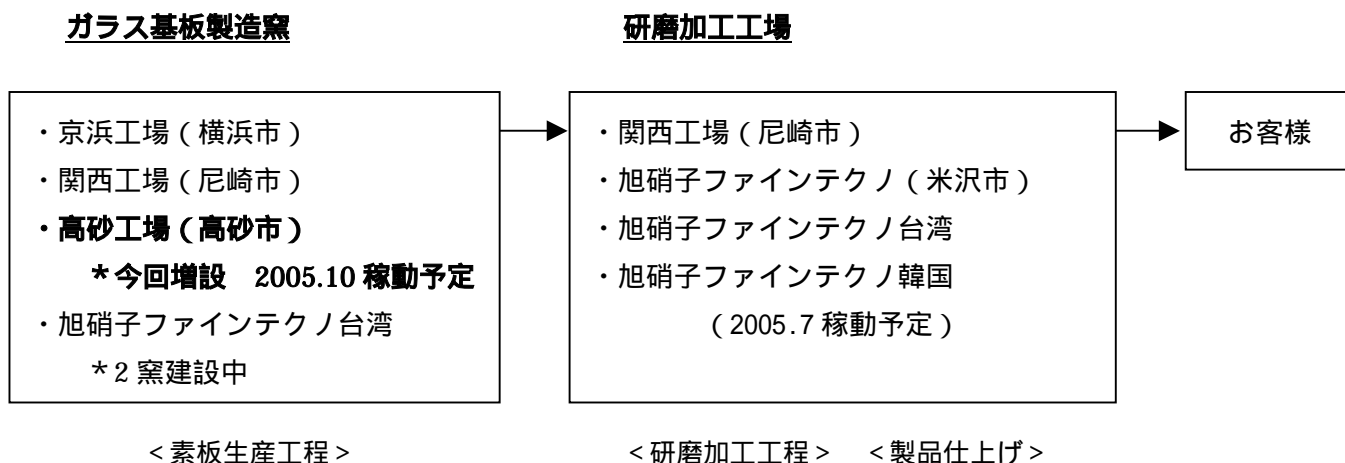 ガラス基板製造窯
・京浜工場(横浜市)
・関西工場(尼崎市)
・高砂工場(高砂市)
*今回増設 2005.10 稼動予定
・旭硝子ファインテクノ台湾
*2 窯建設中
<素板生産工程>
研磨加工工場
・関西工場(尼崎市)
・旭硝子ファインテクノ(米沢市)
・旭硝子ファインテクノ台湾
・旭硝子ファインテクノ韓国
(2005.7 稼動予定)
<研磨加工工程> <製品仕上げ>
お客様